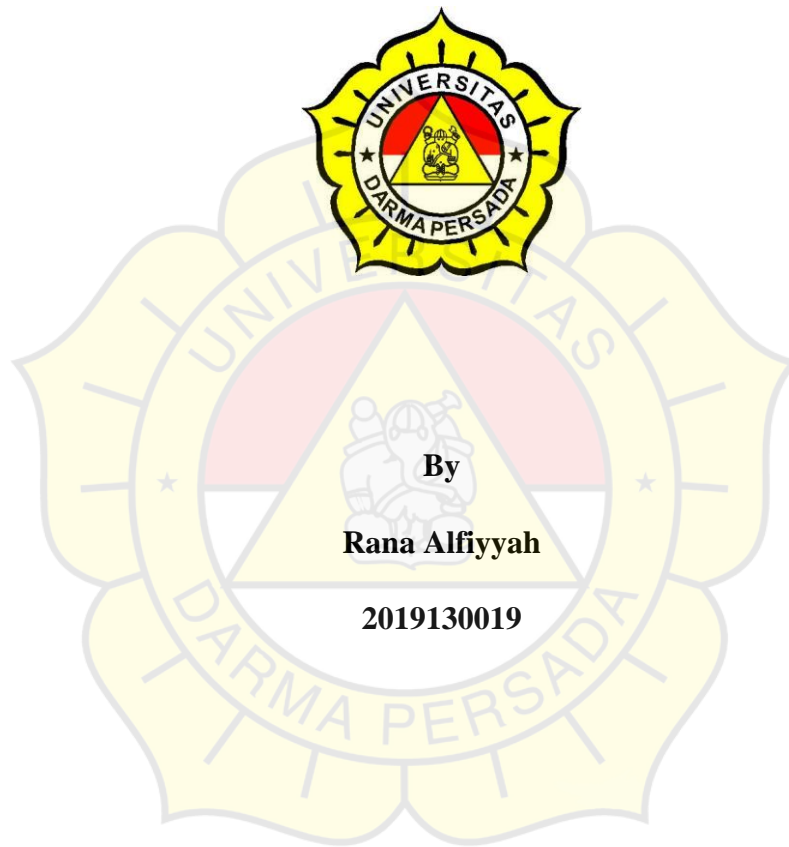 UNIVERSITAS
DARMA PERSADA
UNIVERSITAS
By
Rana Alfiyyah
2019130019
DARMA PERSADA